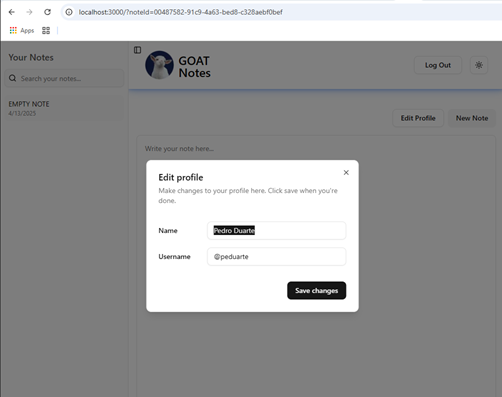 localhost:3000/?noteId=00487582-91c9-4a63-bed8-c328aebf0bef
Apps
Your Notes
Search your notes...
EMPTY NOTE
4/13/2025
GOAT
Notes
Log Out
Edit Profile
New Note
Write your note here...
Edit profile
Make changes to your profile here. Click save when you're
done.
Name
Pedro Duarte
Username
@peduarte
Save changes